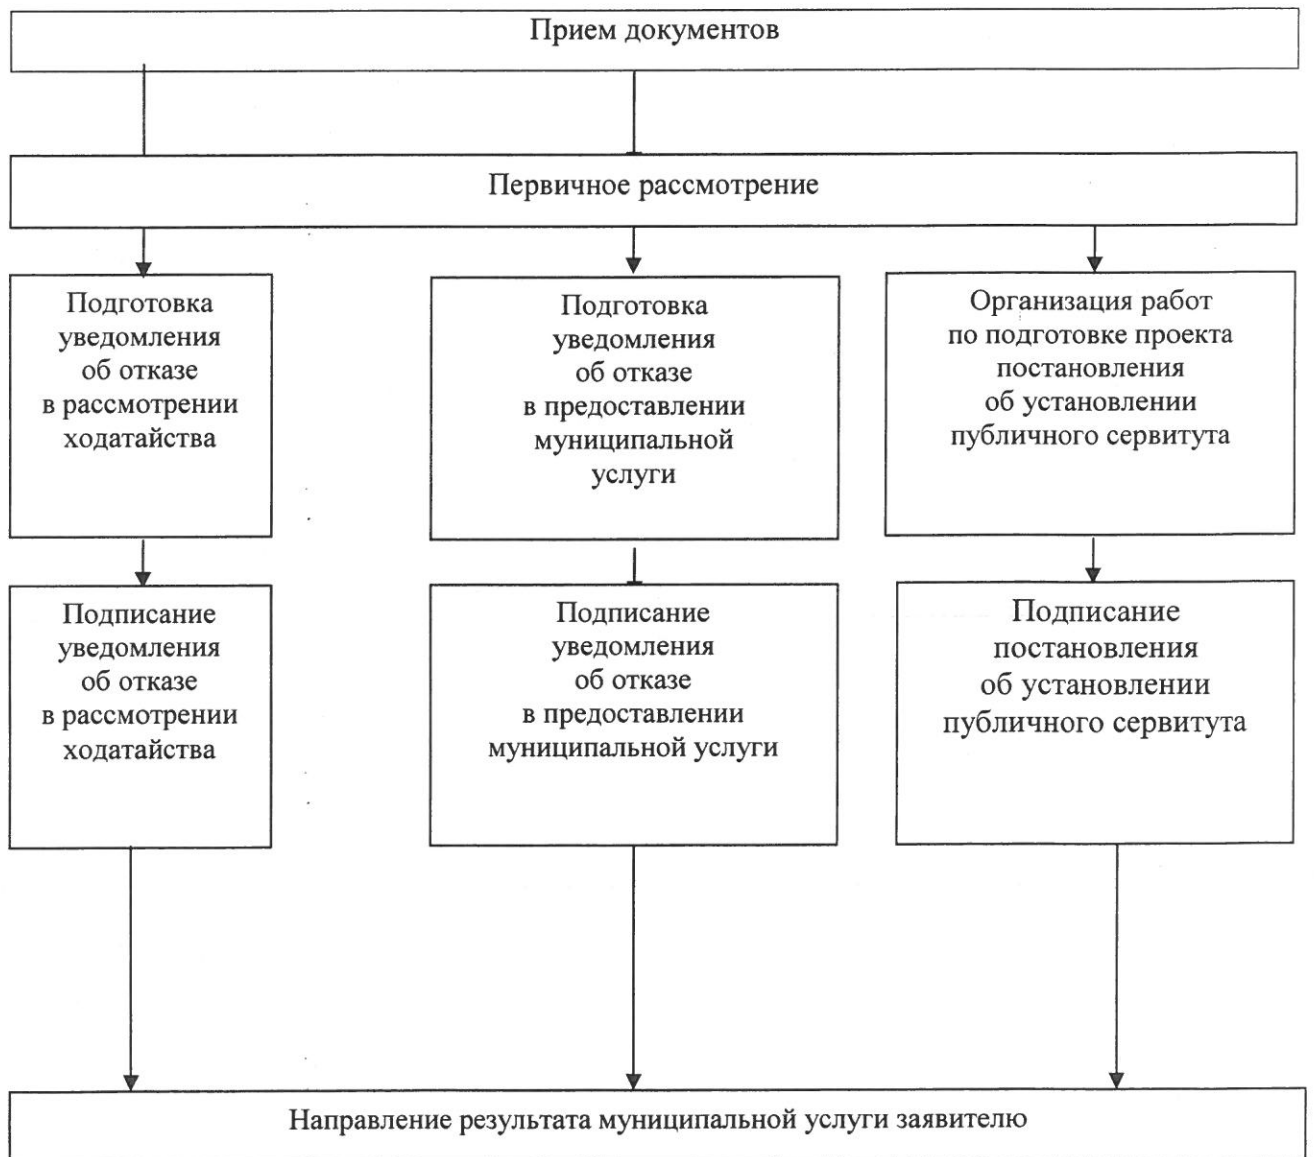 Прием документов
Первичное рассмотрение
Подготовка
уведомления
об отказе
в рассмотрении
ходатайства
Подготовка
уведомления
об отказе
в предоставлении
муниципальной
услуги
Организация работ
по подготовке проекта
постановления
об установлении
публичного сервитута
Подписание
уведомления
об отказе
в рассмотрении
ходатайства
Подписание
уведомления
об отказе
в предоставлении
муниципальной услуги
Подписание
постановления
об установлении
публичного сервитута
Направление результата муниципальной услуги заявителю